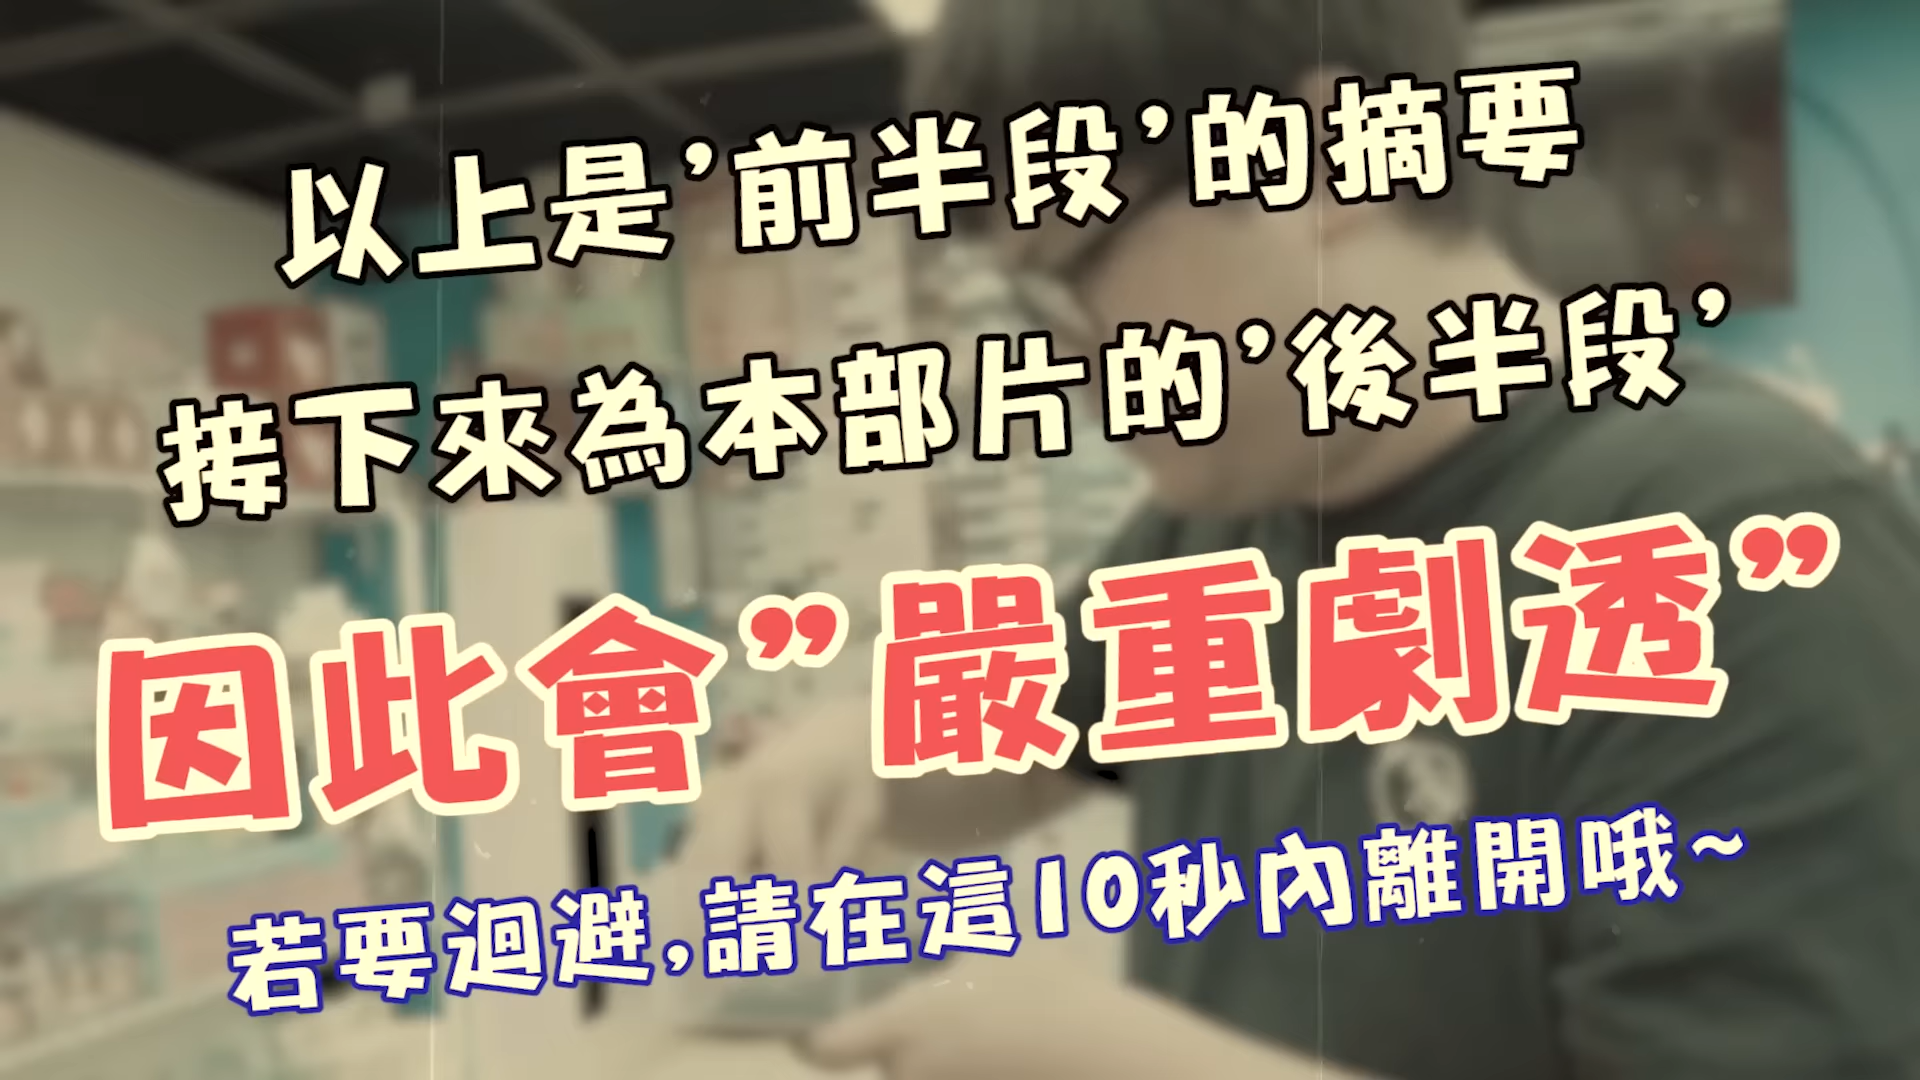 以上是’前半段’的摘要
接下來為本部片的’後半段’
因此會”嚴重劇透”
若要迴避,請在這10秒內離開哦~